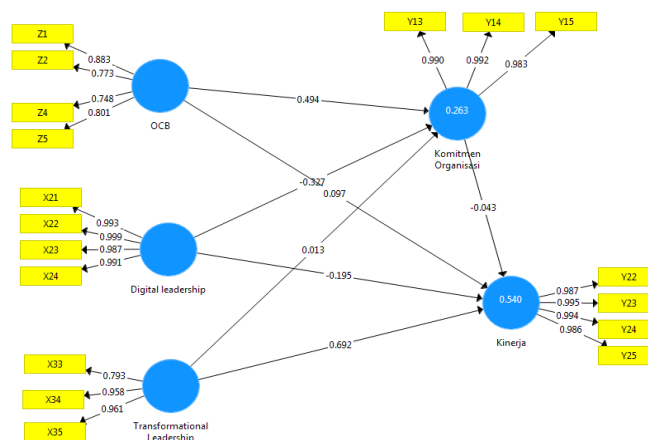 Z1
Z2
Z4
Z5
0.883
0.773
0.748
0.801
OCB
X21
X22
X23
X24
0.993
0.999
0.987
0.991
Digital leadership
X33
X34
X35
0.793
0.958
0.961
Transformational
Leadership
0.494
-0.327
0.097
0.013
-0.195
0.692
-0.043
Y13
Y14
Y15
0.990
0.992
0.983
0.263
Komitmen
Organisasi
0.540
Kinerja
0.987
0.995
0.994
0.986
Y22
Y23
Y24
Y25